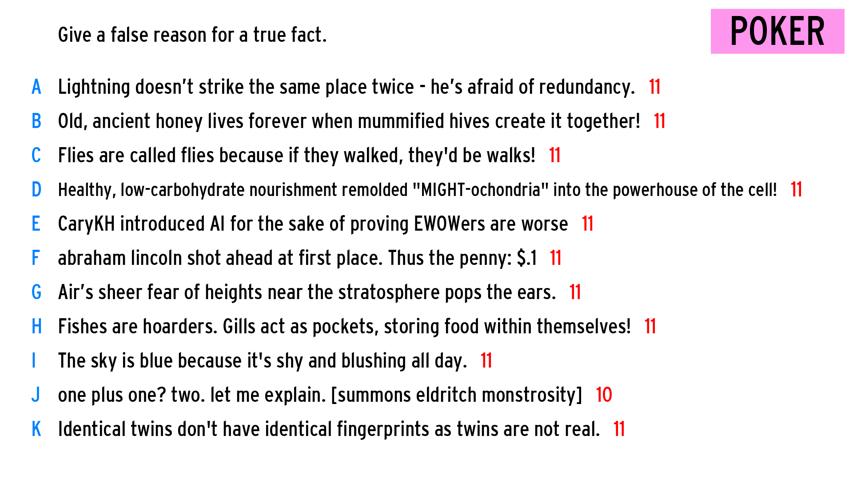 Give a false reason for a true fact.
POKER
A Lightning doesn't strike the same place twice - he's afraid of redundancy. 11
B Old, ancient honey lives forever when mummified hives create it together! 11
C Flies are called flies because if they walked, they'd be walks! 11
D Healthy, low-carbohydrate nourishment remolded "MIGHT-ochondria" into the powerhouse of the cell! 11
E CaryKH introduced AI for the sake of proving EWOWers are worse 11
F abraham lincoln shot ahead at first place. Thus the penny: $.1 11
G Air's sheer fear of heights near the stratosphere pops the ears. 11
H Fishes are hoarders. Gills act as pockets, storing food within themselves! 11
I The sky is blue because it's shy and blushing all day. 11
J one plus one? two. let me explain. [summons eldritch monstrosity] 10
K Identical twins don't have identical fingerprints as twins are not real. 11